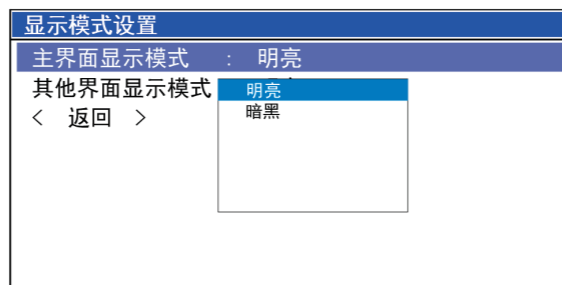 显示模式设置
主界面显示模式 : 明亮
其他界面显示模式
明亮
暗黑
< 返回 >